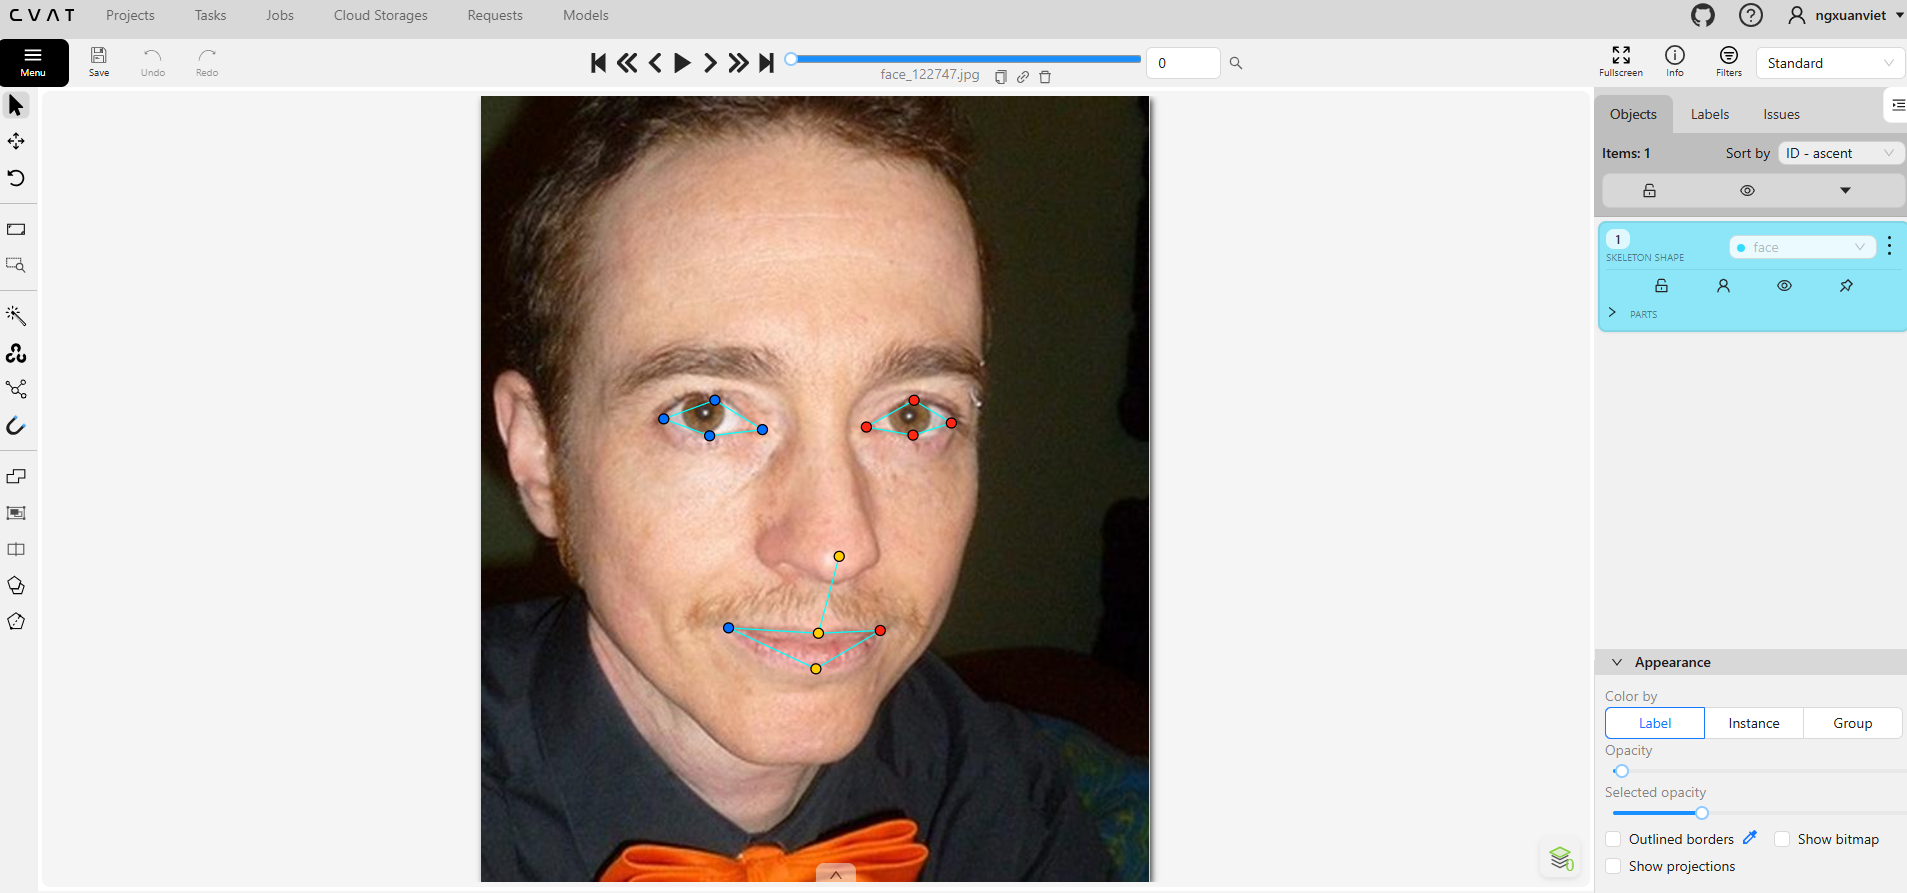 CVAT Projects Tasks Jobs Cloud Storages Requests Models ngxuanviet
Menu Save Undo Redo 0 Fullscreen Info Filters Standard
face_122747.jpg
Objects Labels Issues
Items: 1 Sort by ID - ascent
1 face
SKELETON SHAPE
PARTS
Appearance
Color by
Label Instance Group
Opacity
Selected opacity
Outlined borders Show bitmap
Show projections
0